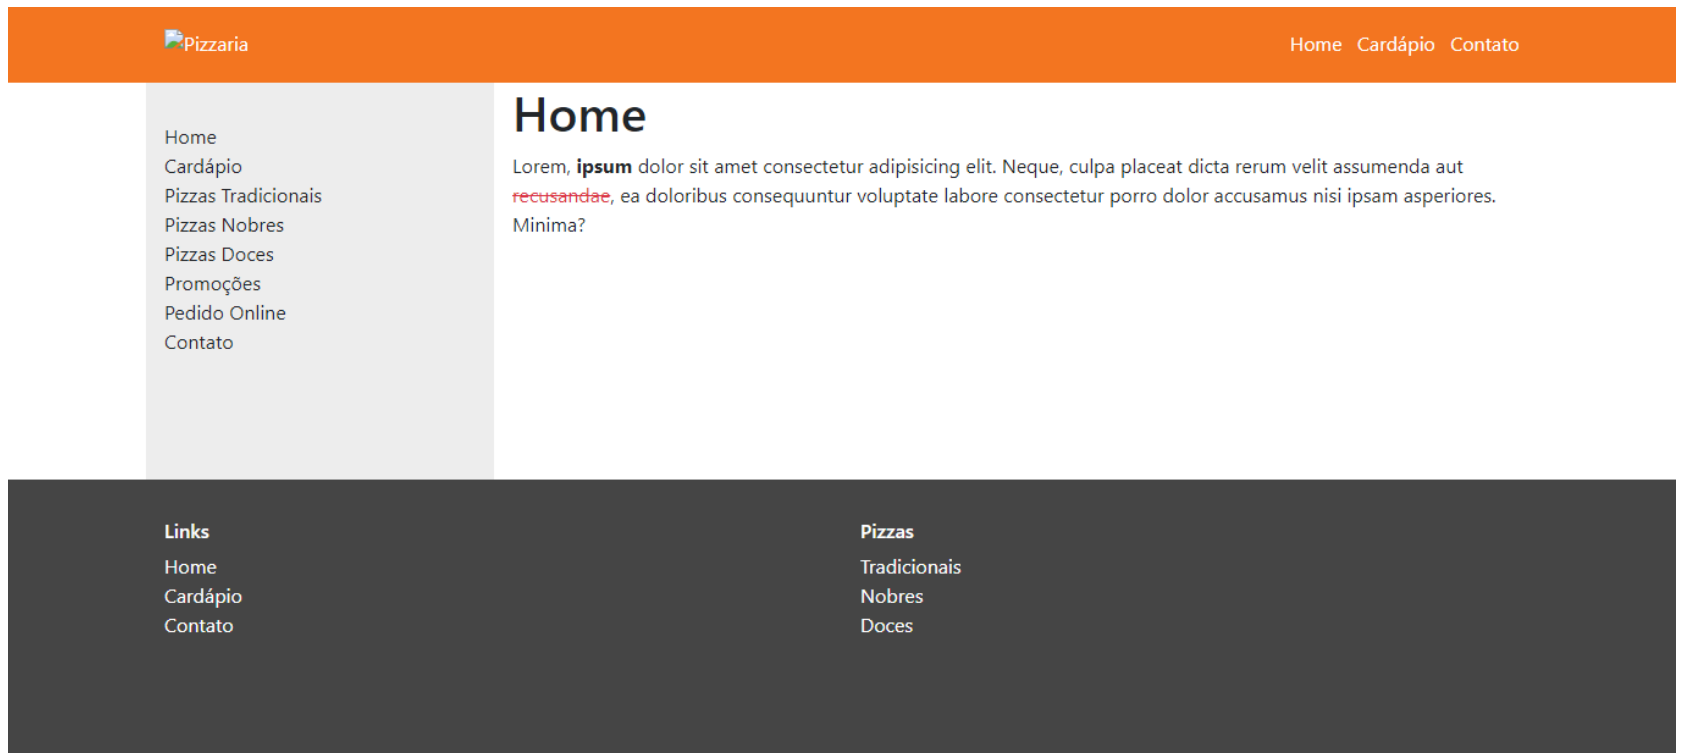 Pizzaria
Home Cardápio Contato
Home
Cardápio
Pizzas Tradicionais
Pizzas Nobres
Pizzas Doces
Promoções
Pedido Online
Contato
Home
Lorem, ipsum dolor sit amet consectetur adipisicing elit. Neque, culpa placeat dicta rerum velit assumenda aut
recusandae, ea doloribus consequuntur voluptate labore consectetur porro dolor accusamus nisi ipsam asperiores.
Minima?
Links
Home
Cardápio
Contato
Pizzas
Tradicionais
Nobres
Doces